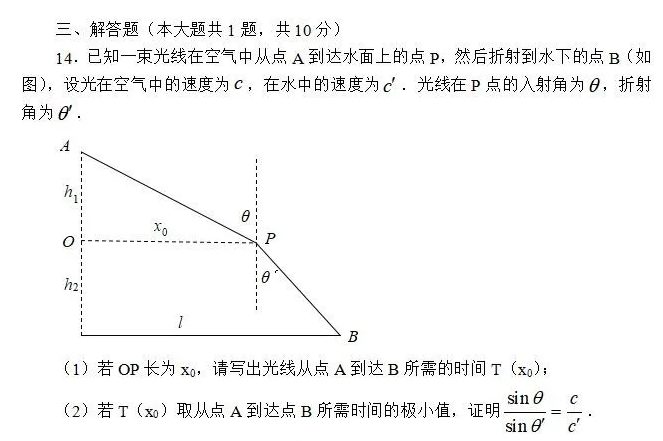 三、解答题（本大题共1题，共10分）
14．已知一束光线在空气中从点A到达水面上的点P，然后折射到水下的点B（如
图），设光在空气中的速度为c，在水中的速度为c′．光线在P点的入射角为θ，折射
角为θ′．
A
h₁
θ
x₀
O
P
h₂
θ′
l
B
（1）若OP长为x₀，请写出光线从点A到达B所需的时间T（x₀）；
（2）若T（x₀）取从点A到达点B所需时间的极小值，证明 sinθ/sinθ′ = c/c′ ．